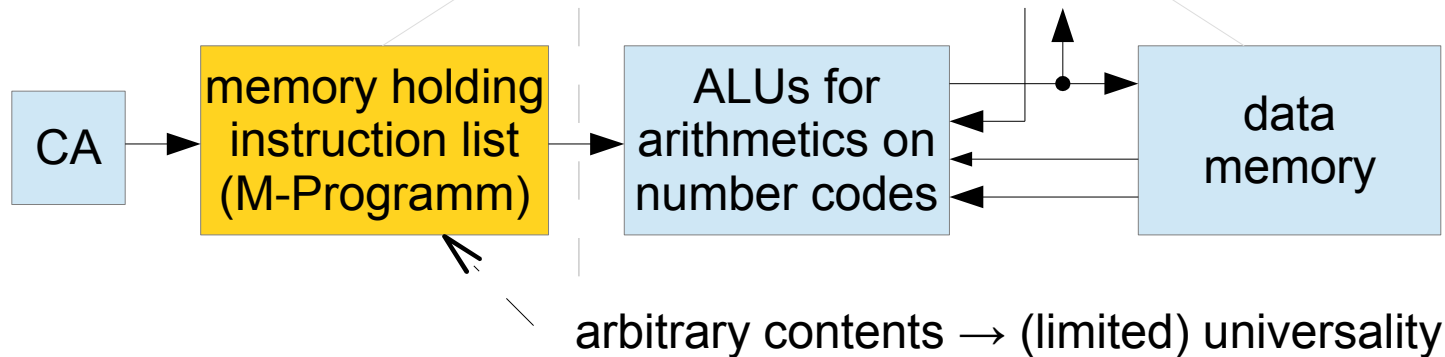 CA
memory holding
instruction list
(M-Programm)
ALUs for
arithmetics on
number codes
data
memory
arbitrary contents → (limited) universality